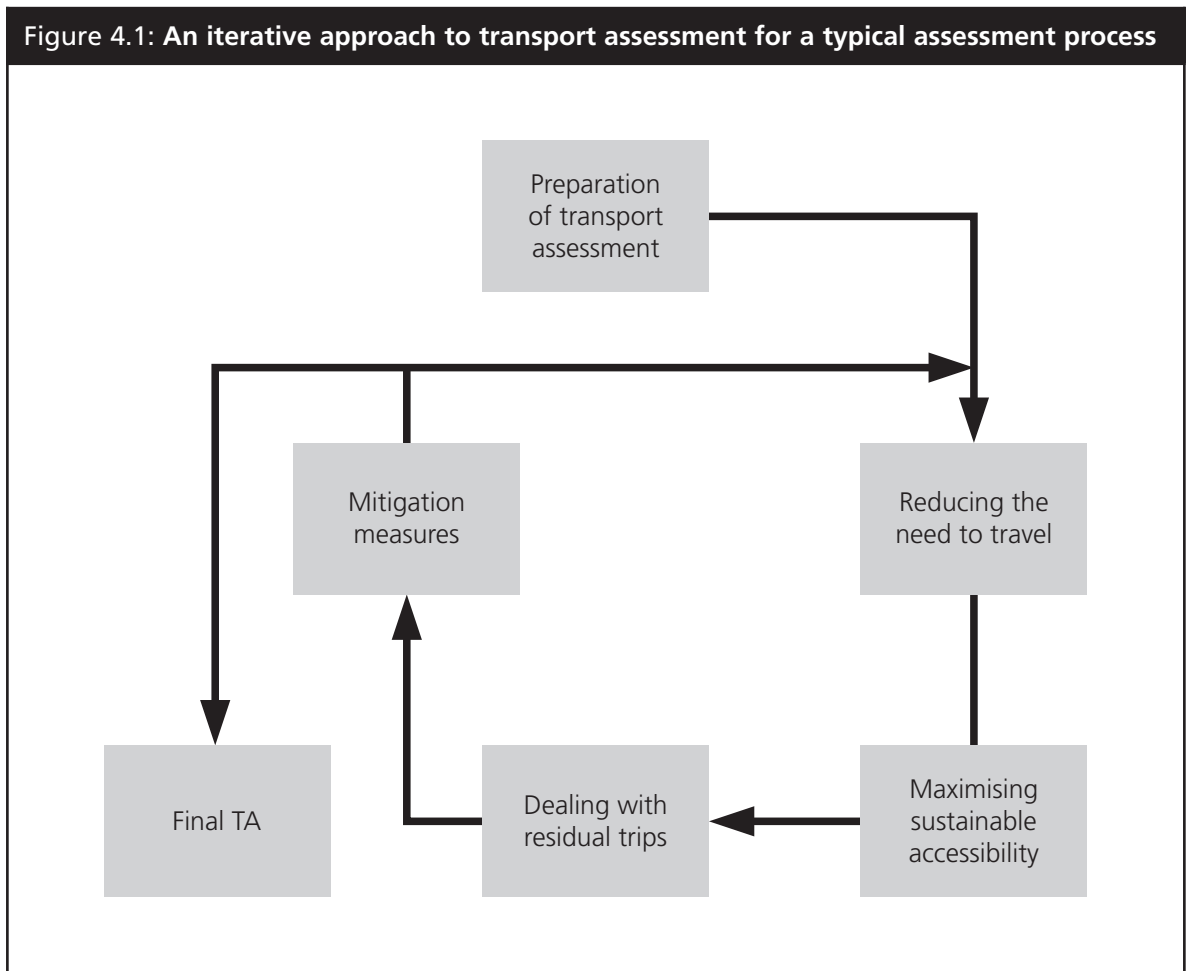 Figure 4.1: An iterative approach to transport assessment for a typical assessment process
Preparation
of transport
assessment
Mitigation
measures
Reducing the
need to travel
Final TA
Dealing with
residual trips
Maximising
sustainable
accessibility